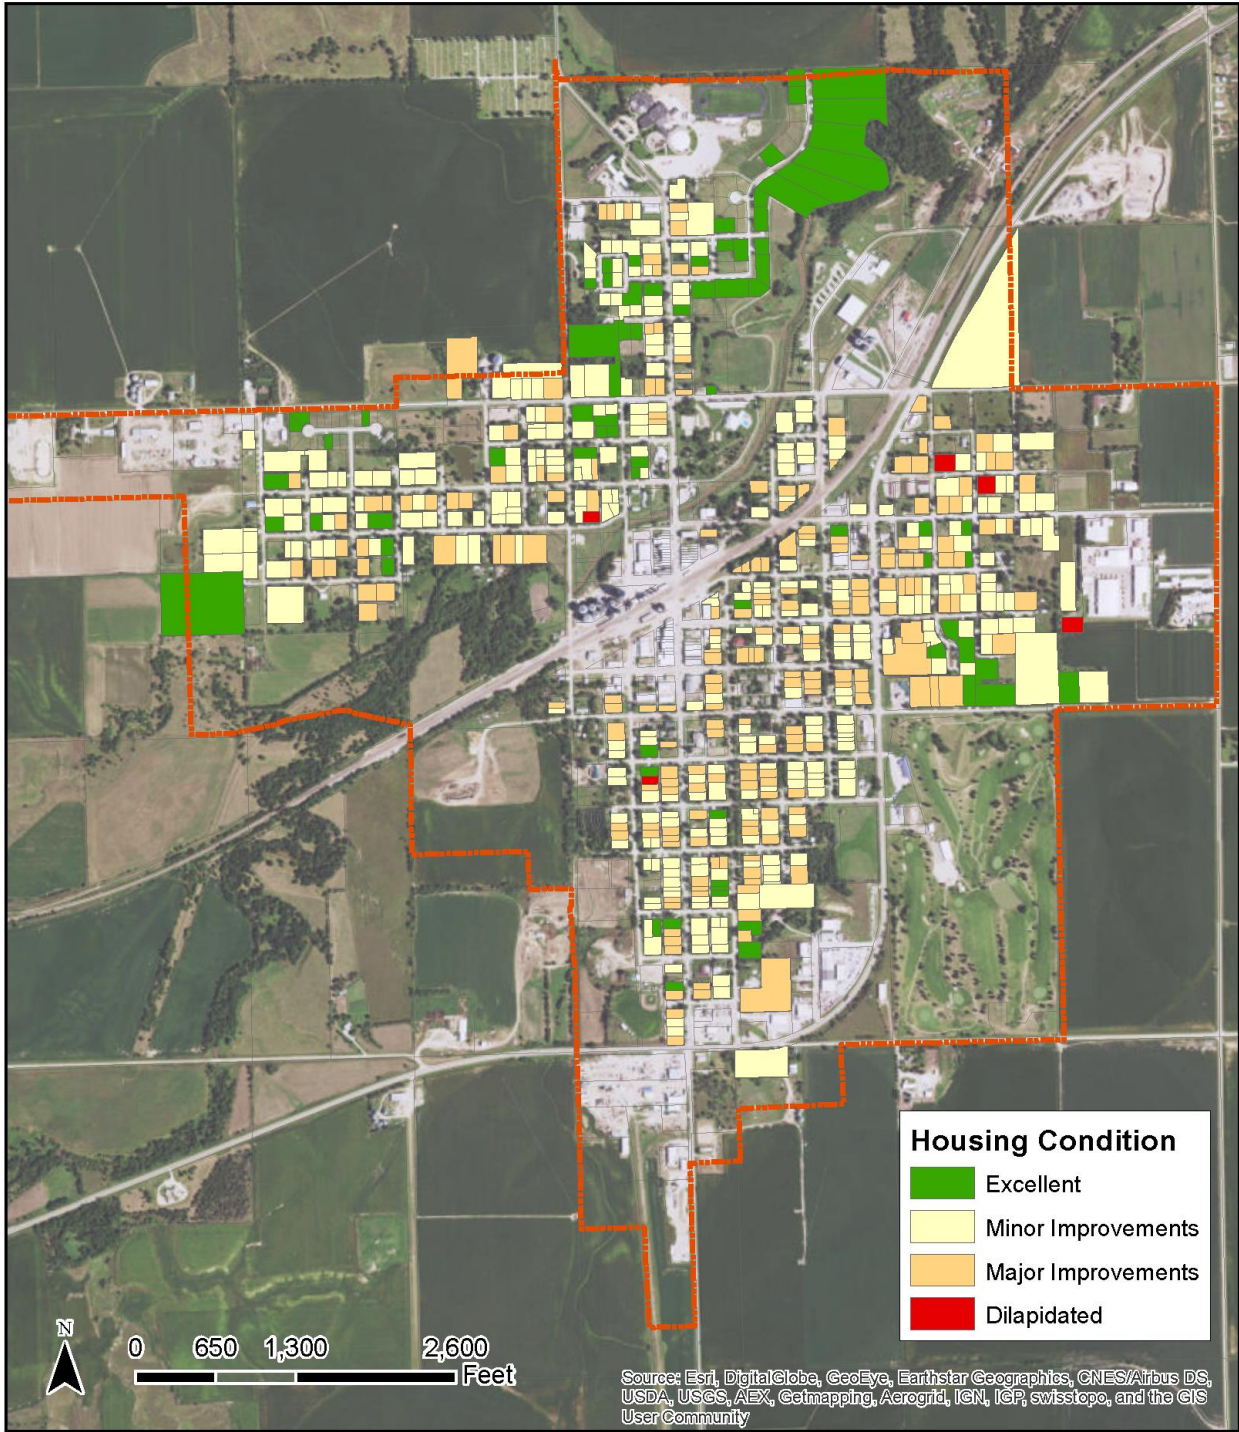 Housing Condition
Excellent
Minor Improvements
Major Improvements
Dilapidated
N
0 650 1,300 2,600
Feet
Source: Esri, DigitalGlobe, GeoEye, Earthstar Geographics, CNES/Airbus DS,
USDA, USGS, AEX, Getmapping, Aerogrid, IGN, IGP, swisstopo, and the GIS
User Community